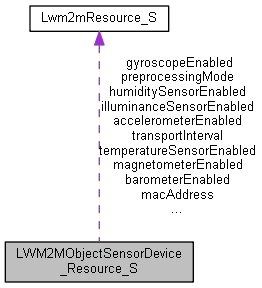 Lwm2mResource_S
gyroscopeEnabled
preprocessingMode
humiditySensorEnabled
illuminanceSensorEnabled
accelerometerEnabled
transportInterval
temperatureSensorEnabled
magnetometerEnabled
barometerEnabled
macAddress
...
LWM2MObjectSensorDevice
_Resource_S